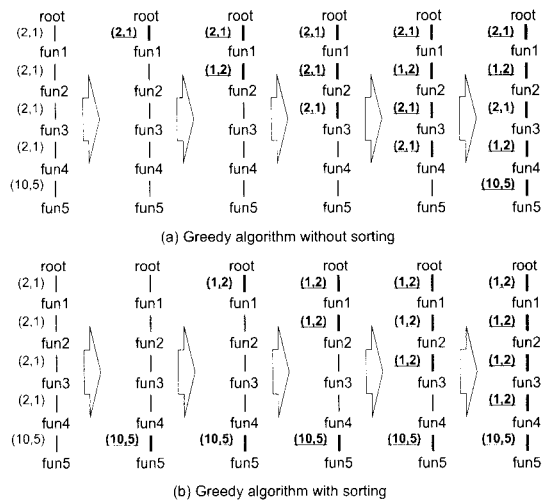 root root root root root root
(2,1) (2,1) (2,1) (2,1) (2,1) (2,1)
fun1 fun1 fun1 fun1 fun1 fun1
(2,1) (1,2) (2,1) (1,2) (1,2)
fun2 fun2 fun2 fun2 fun2 fun2
(2,1) (2,1) (2,1) (2,1)
fun3 fun3 fun3 fun3 fun3 fun3
(2,1) (2,1) (1,2)
fun4 fun4 fun4 fun4 fun4 fun4
(10,5) (10,5)
fun5 fun5 fun5 fun5 fun5 fun5
(a) Greedy algorithm without sorting
root root root root root root
(2,1) (1,2) (1,2) (1,2) (1,2)
fun1 fun1 fun1 fun1 fun1 fun1
(2,1) (1,2) (1,2) (1,2)
fun2 fun2 fun2 fun2 fun2 fun2
(2,1) (1,2) (1,2)
fun3 fun3 fun3 fun3 fun3 fun3
(2,1) (1,2)
fun4 fun4 fun4 fun4 fun4 fun4
(10,5) (10,5) (10,5) (10,5) (10,5) (10,5)
fun5 fun5 fun5 fun5 fun5 fun5
(b) Greedy algorithm with sorting